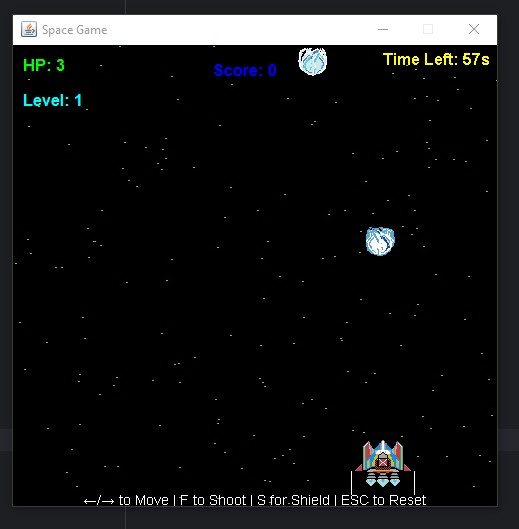 Space Game
HP: 3
Score: 0
Time Left: 57s
Level: 1
←/→ to Move | F to Shoot | S for Shield | ESC to Reset